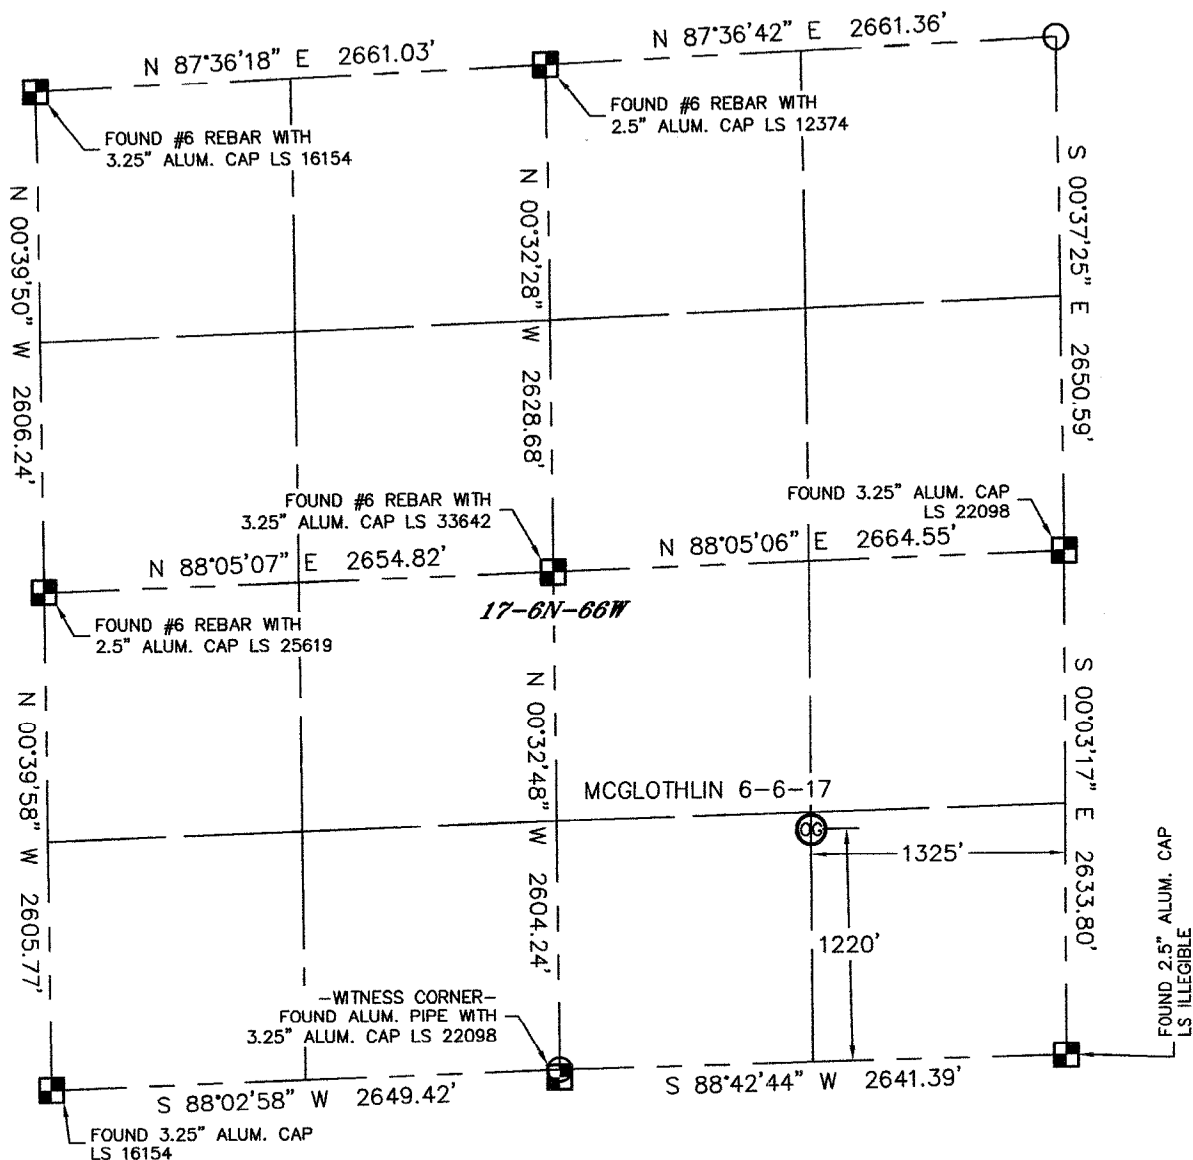 N 87°36'18" E 2661.03'
N 87°36'42" E 2661.36'
FOUND #6 REBAR WITH
3.25" ALUM. CAP LS 16154
FOUND #6 REBAR WITH
2.5" ALUM. CAP LS 12374
N 00°39'50" W 2606.24'
N 00°32'28" W 2628.68'
S 00°37'25" E 2650.59'
FOUND #6 REBAR WITH
3.25" ALUM. CAP LS 33642
FOUND 3.25" ALUM. CAP
LS 22098
N 88°05'07" E 2654.82'
N 88°05'06" E 2664.55'
17-6N-66W
FOUND #6 REBAR WITH
2.5" ALUM. CAP LS 25619
N 00°39'58" W 2605.77'
N 00°32'48" W 2604.24'
S 00°03'17" E 2633.80'
MCGLOTHLIN 6-6-17
OG
1325'
1220'
-WITNESS CORNER-
FOUND ALUM. PIPE WITH
3.25" ALUM. CAP LS 22098
FOUND 2.5" ALUM. CAP
LS ILLEGIBLE
S 88°02'58" W 2649.42'
S 88°42'44" W 2641.39'
FOUND 3.25" ALUM. CAP
LS 16154